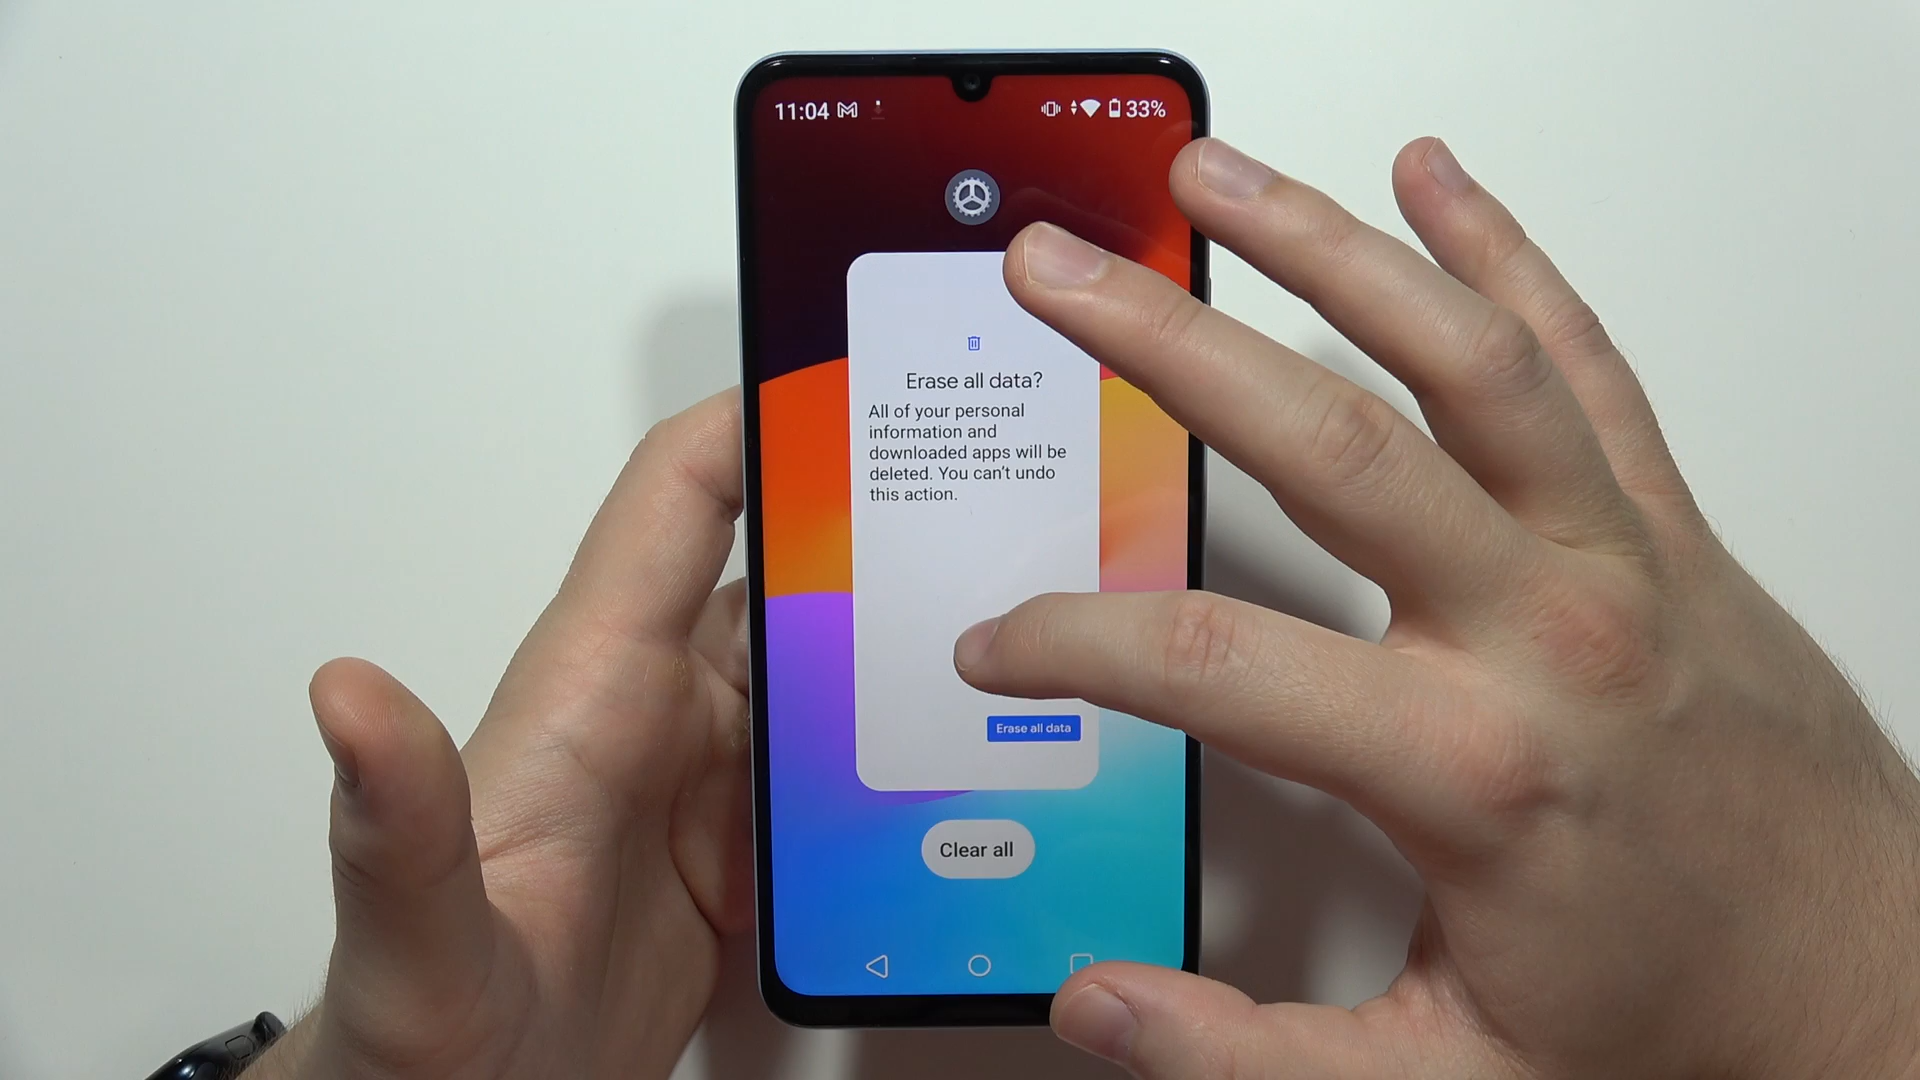 11:04
33%
Erase all data?
All of your personal
information and
downloaded apps will be
deleted. You can't undo
this action.
Erase all data
Clear all